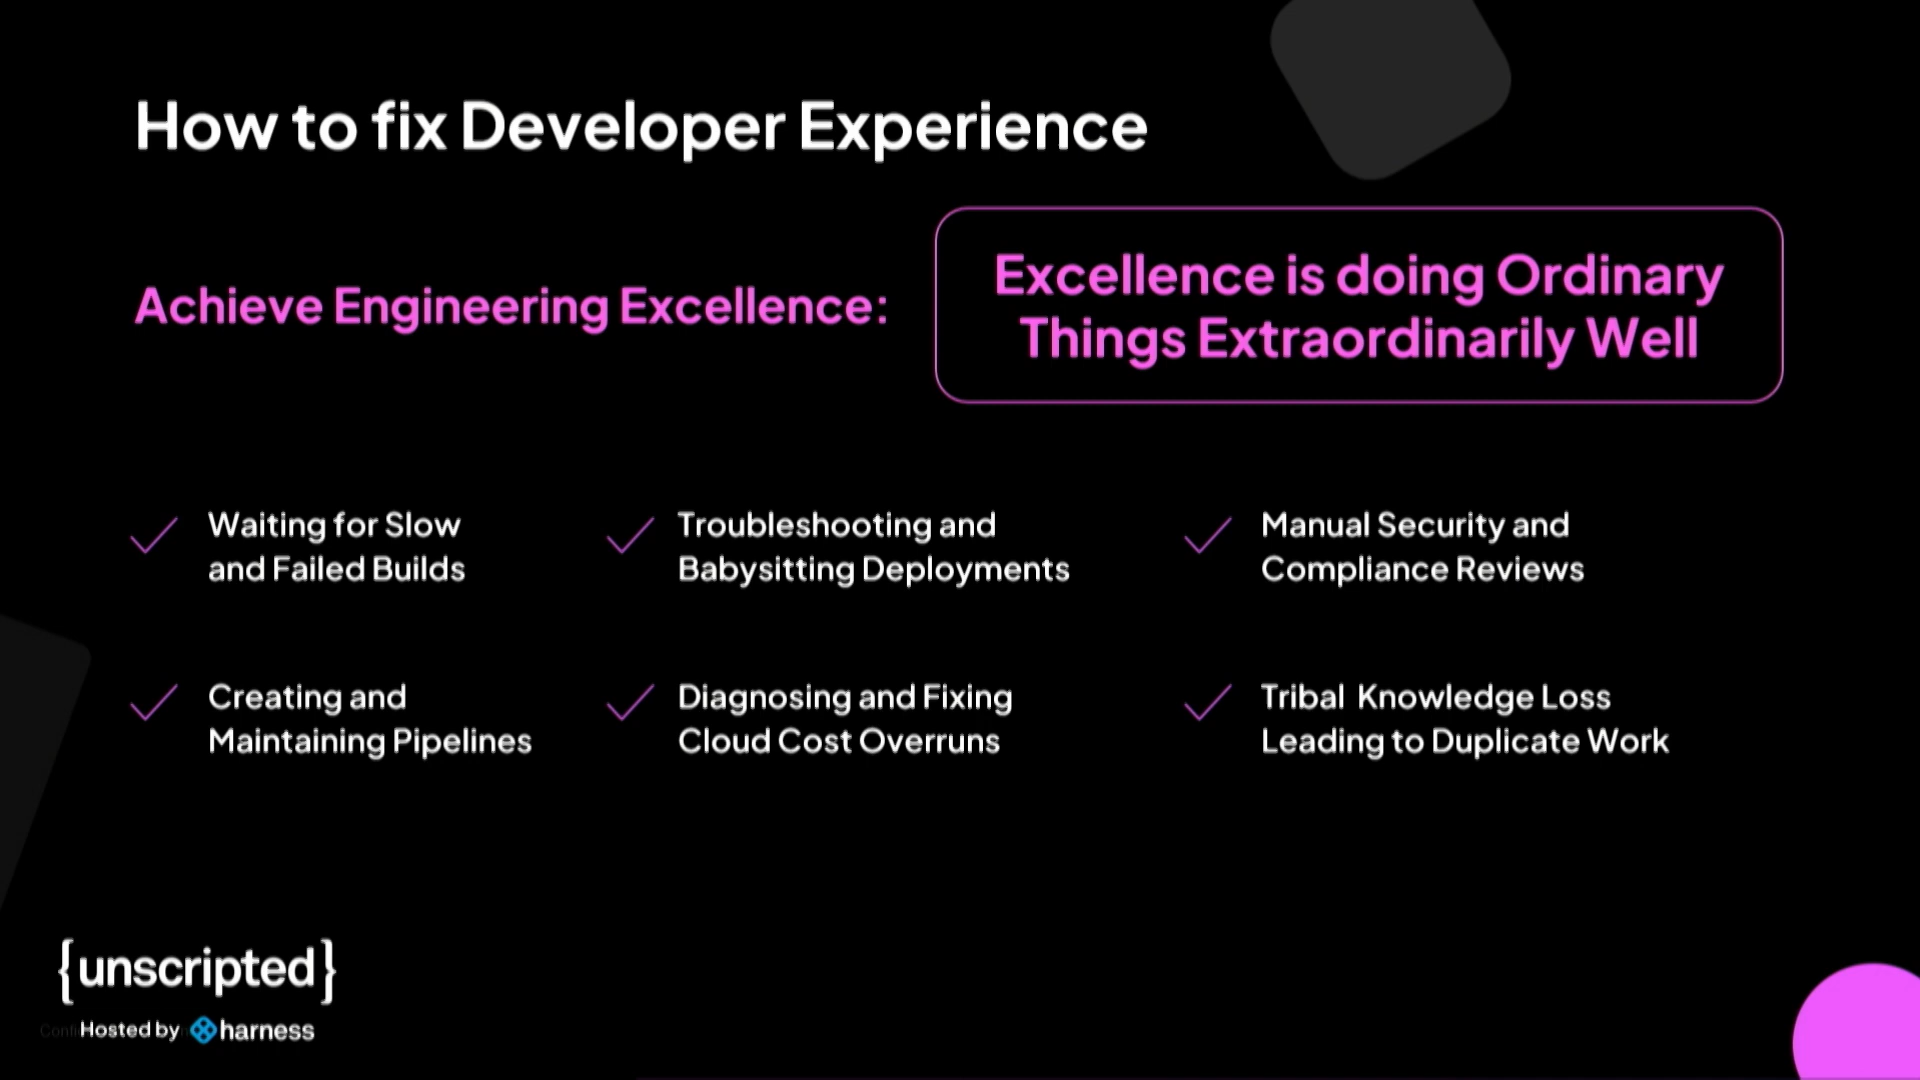 How to fix Developer Experience
Achieve Engineering Excellence:
Excellence is doing Ordinary
Things Extraordinarily Well
Waiting for Slow
and Failed Builds
Troubleshooting and
Babysitting Deployments
Manual Security and
Compliance Reviews
Creating and
Maintaining Pipelines
Diagnosing and Fixing
Cloud Cost Overruns
Tribal Knowledge Loss
Leading to Duplicate Work
{unscripted}
Hosted by harness